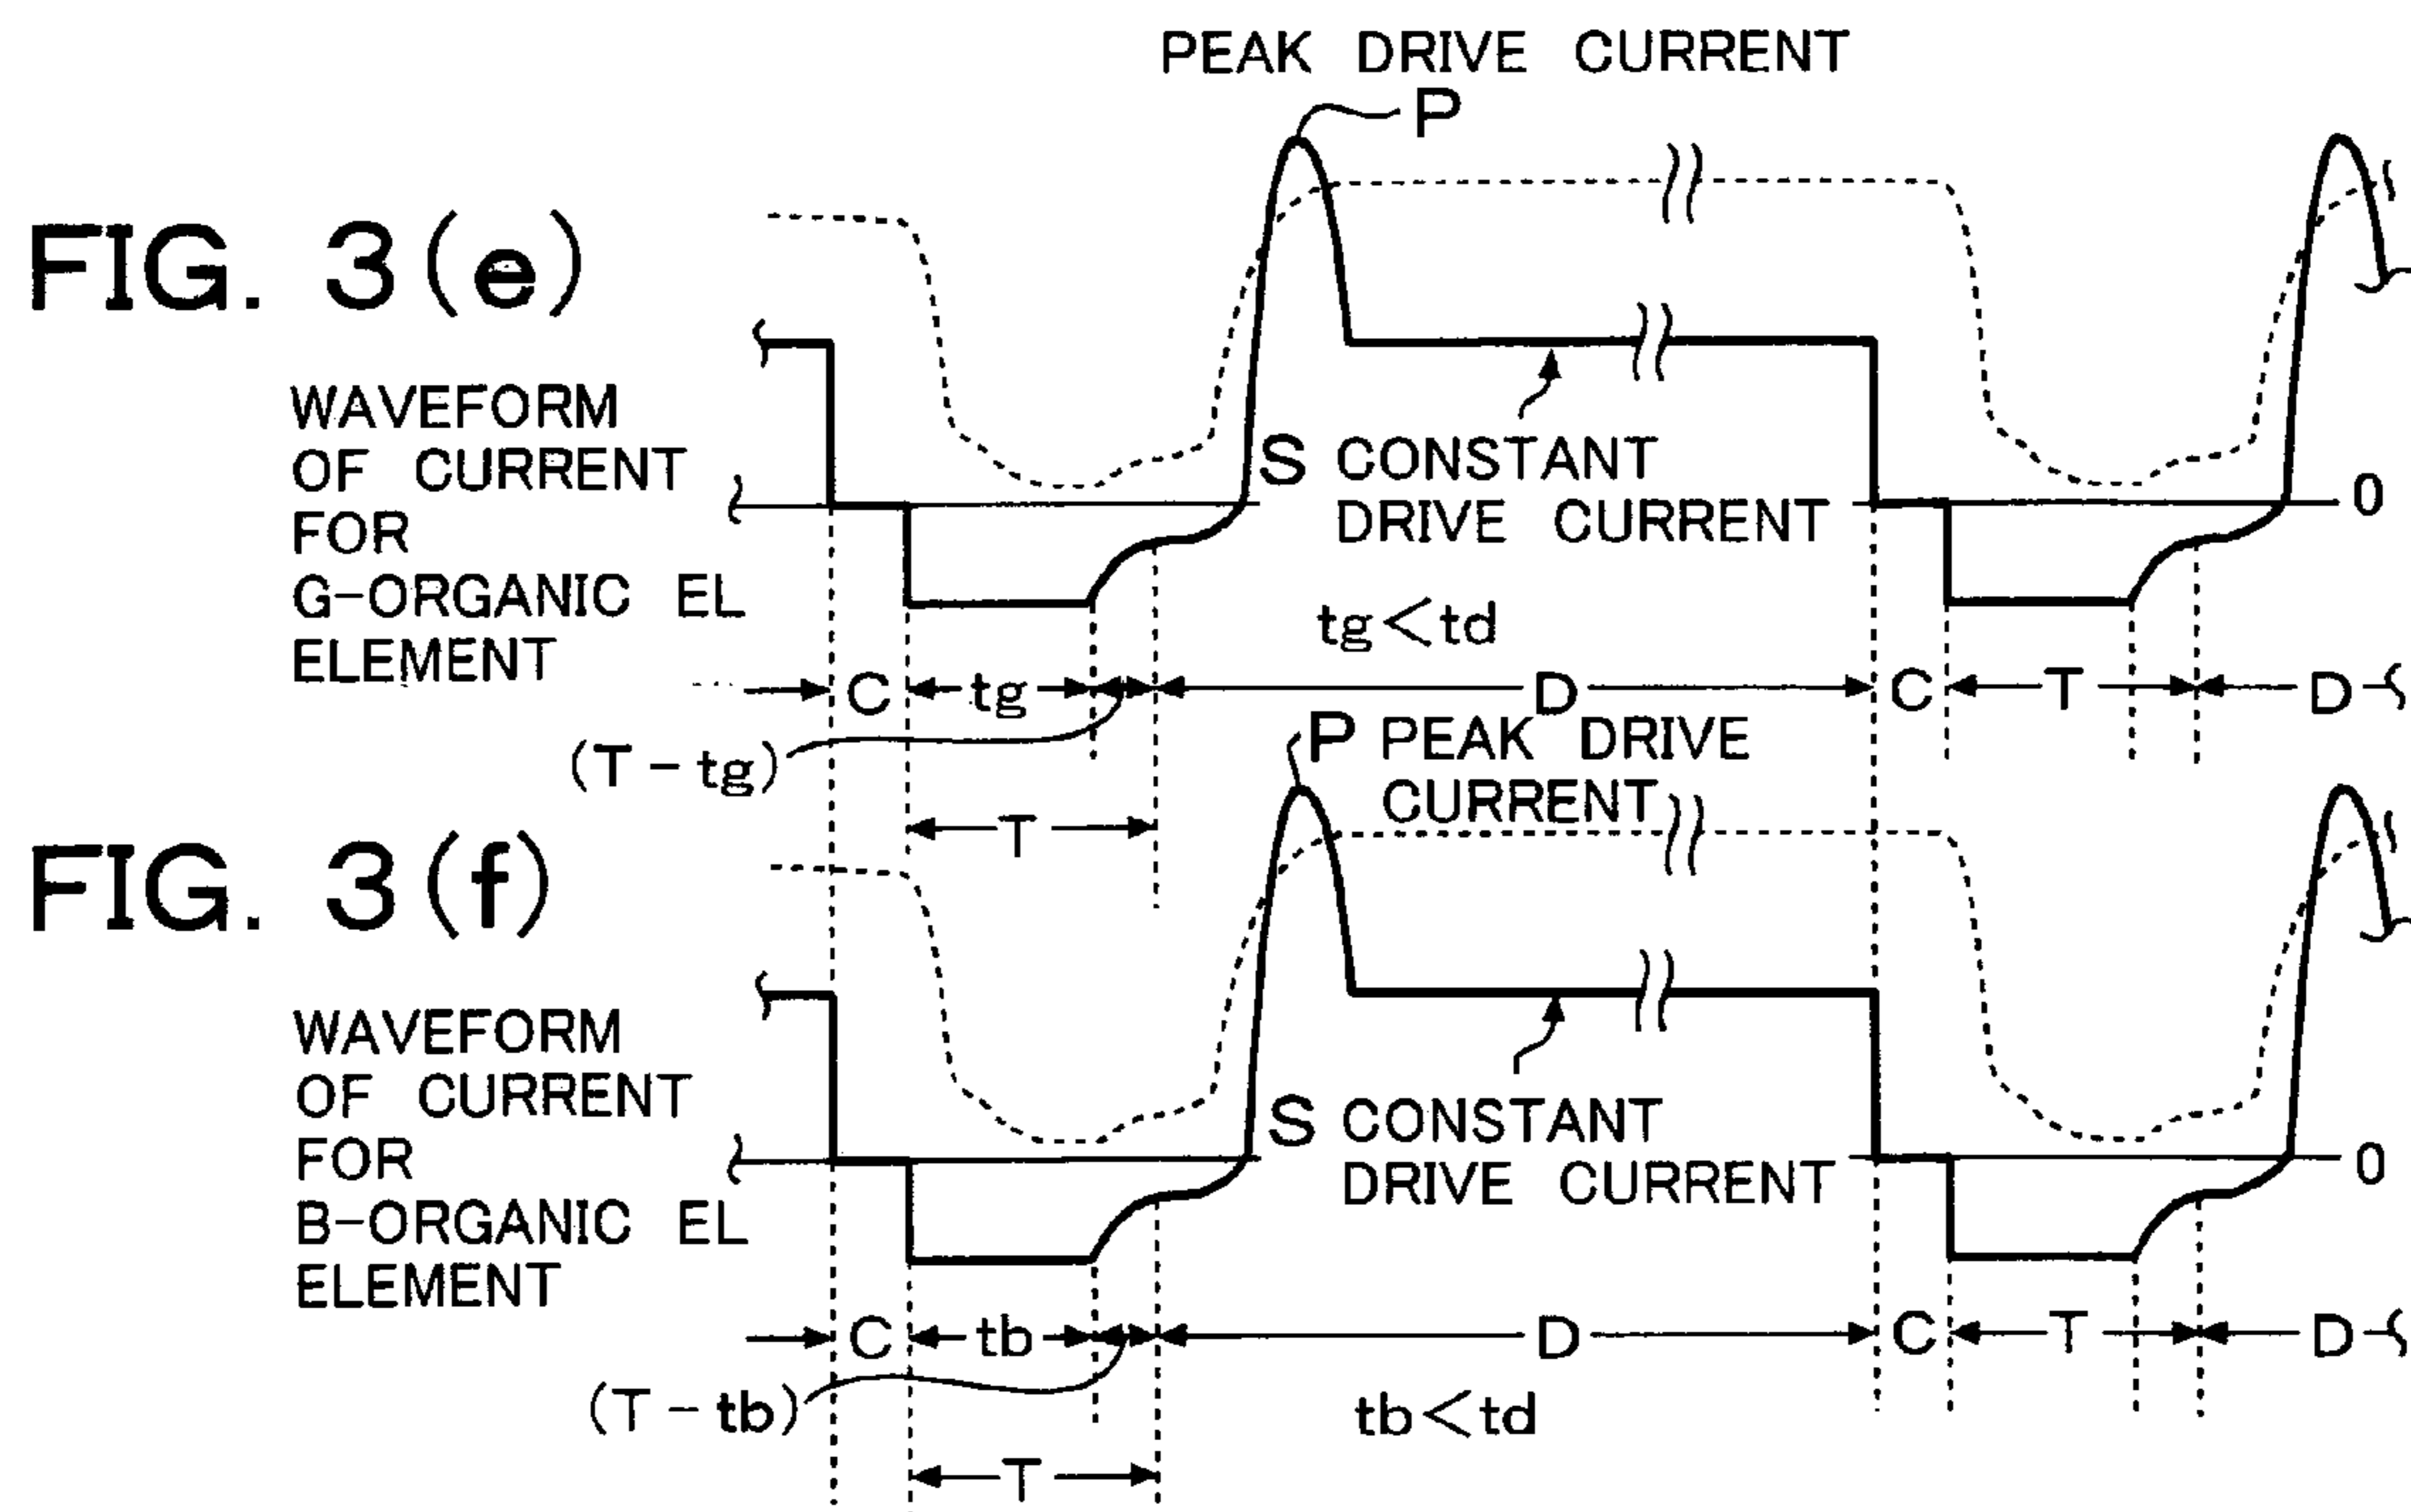 PEAK DRIVE CURRENT
P
FIG. 3(e)
WAVEFORM
OF CURRENT
FOR
G-ORGANIC EL
ELEMENT
S CONSTANT
DRIVE CURRENT
0
tg<td
C tg D C T D
(T-tg)
T
P PEAK DRIVE
CURRENT
FIG. 3(f)
WAVEFORM
OF CURRENT
FOR
B-ORGANIC EL
ELEMENT
S CONSTANT
DRIVE CURRENT
0
C tb D C T D
(T-tb)
tb<td
T